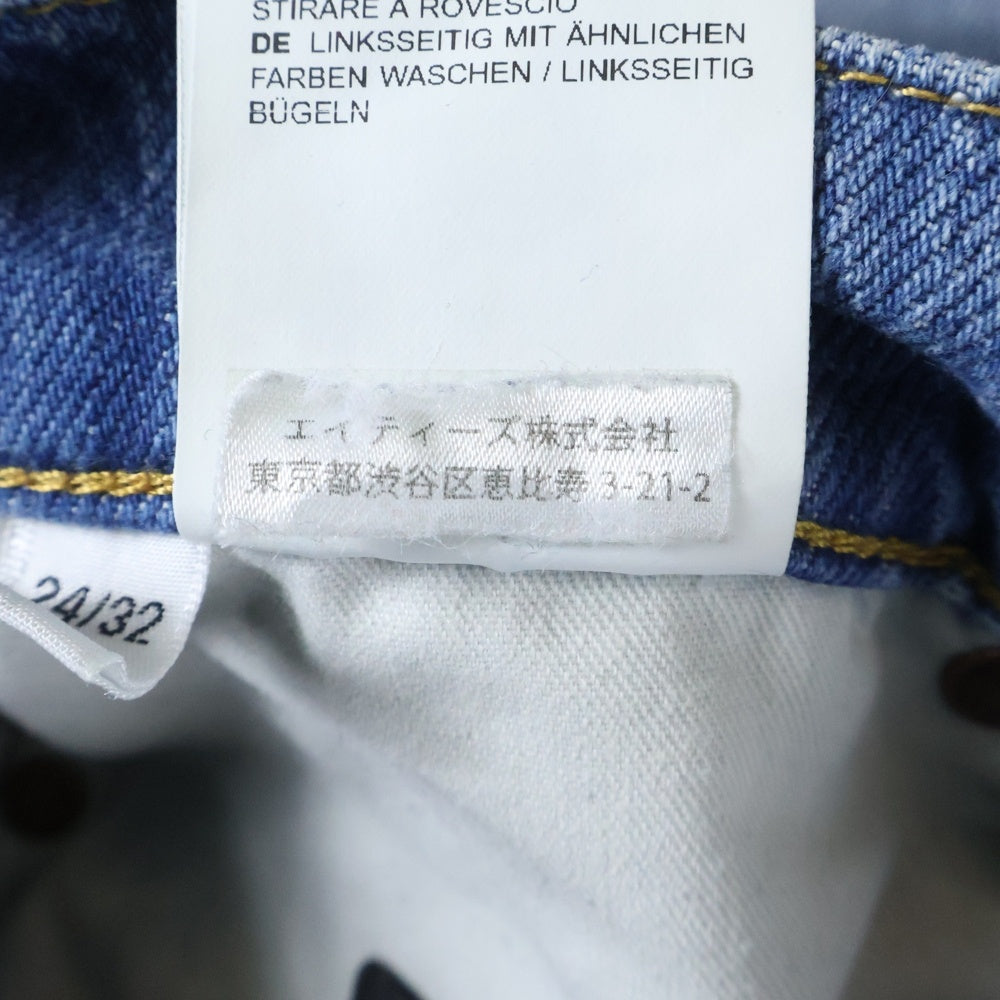 STIRARE A ROVESCIO
DE LINKSSEITIG MIT ÄHNLICHEN
FARBEN WASCHEN / LINKSSEITIG
BÜGELN
エイティーズ株式会社
東京都渋谷区恵比寿 3-21-2
24/32